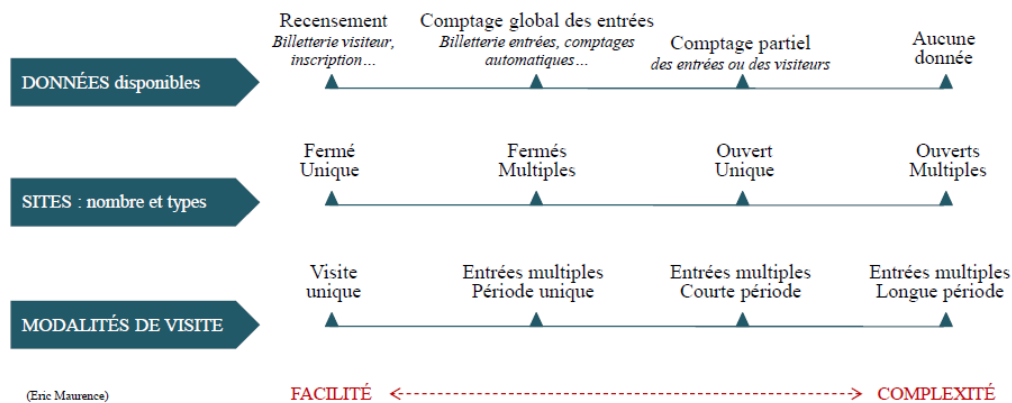 Recensement
Billetterie visiteur,
inscription…
Comptage global des entrées
Billetterie entrées, comptages
automatiques…
Comptage partiel
des entrées ou des visiteurs
Aucune
donnée
DONNÉES disponibles
Fermé
Unique
Fermés
Multiples
Ouvert
Unique
Ouverts
Multiples
SITES : nombre et types
Visite
unique
Entrées multiples
Période unique
Entrées multiples
Courte période
Entrées multiples
Longue période
MODALITÉS DE VISITE
(Eric Maurence)
FACILITÉ
COMPLEXITÉ